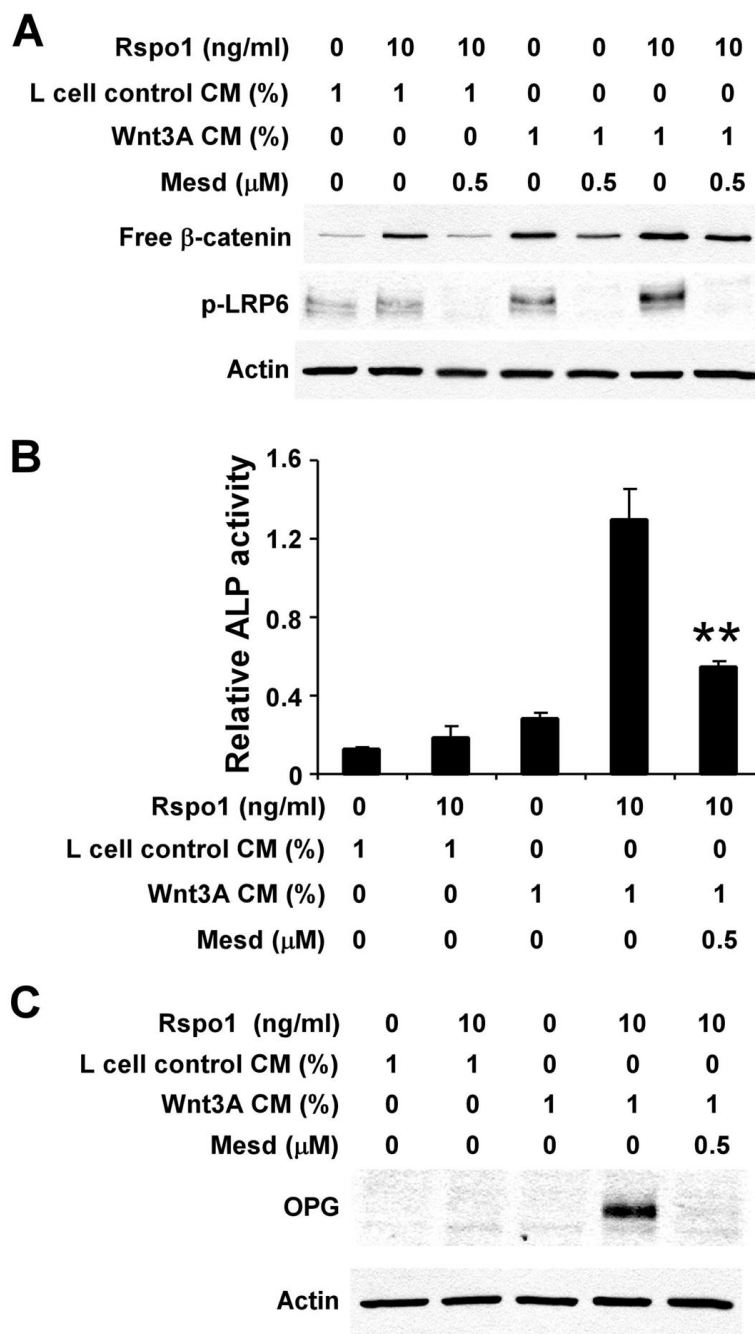 A
Rspo1 (ng/ml) 0 10 10 0 0 10 10
L cell control CM (%) 1 1 1 0 0 0 0
Wnt3A CM (%) 0 0 0 1 1 1 1
Mesd (μM) 0 0 0.5 0 0.5 0 0.5
Free β-catenin
p-LRP6
Actin
B
Relative ALP activity
1.6
1.2
0.8
0.4
0
**
Rspo1 (ng/ml) 0 10 0 10 10
L cell control CM (%) 1 1 0 0 0
Wnt3A CM (%) 0 0 1 1 1
Mesd (μM) 0 0 0 0 0.5
C
Rspo1 (ng/ml) 0 10 0 10 10
L cell control CM (%) 1 1 0 0 0
Wnt3A CM (%) 0 0 1 1 1
Mesd (μM) 0 0 0 0 0.5
OPG
Actin